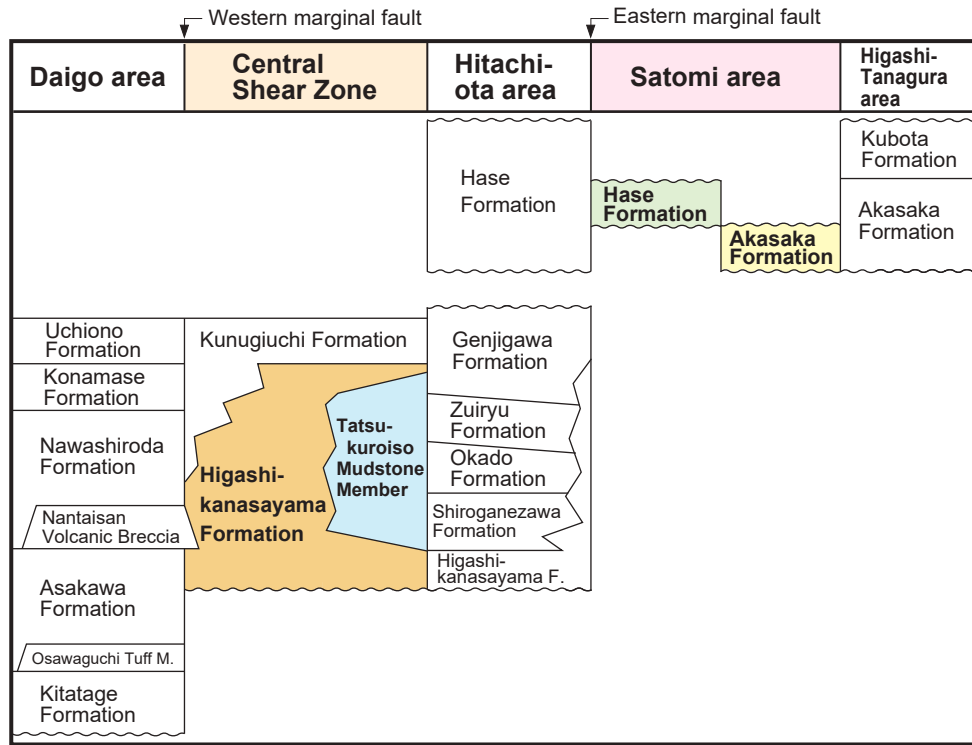 Western marginal fault
Eastern marginal fault
Daigo area
Central
Shear Zone
Hitachi-
ota area
Satomi area
Higashi-
Tanagura
area
Hase
Formation
Hase
Formation
Akasaka
Formation
Kubota
Formation
Akasaka
Formation
Uchiono
Formation
Konamase
Formation
Nawashiroda
Formation
Nantaisan
Volcanic Breccia
Asakawa
Formation
Osawaguchi Tuff M.
Kitatage
Formation
Kunugiuchi Formation
Higashi-
kanasayama
Formation
Tatsu-
kuroiso
Mudstone
Member
Genjigawa
Formation
Zuiryu
Formation
Okado
Formation
Shiroganezawa
Formation
Higashi-
kanasayama F.